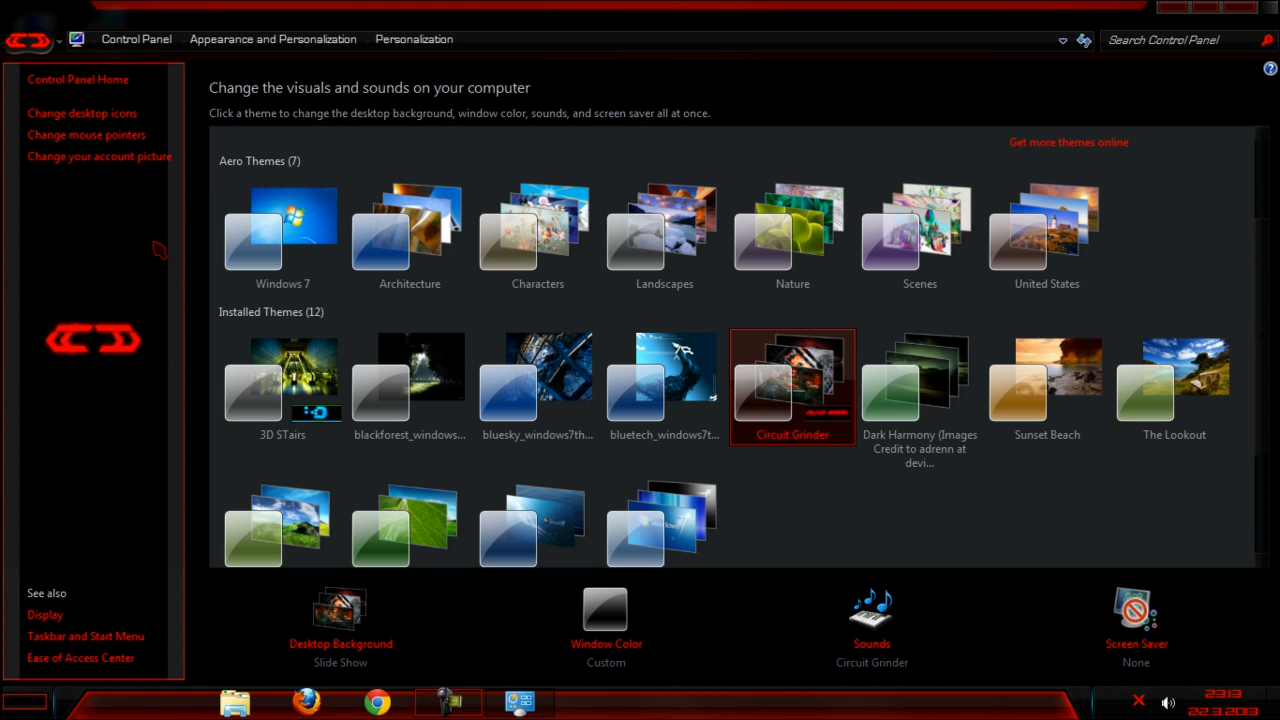 Control Panel Appearance and Personalization Personalization
Search Control Panel
Control Panel Home
Change desktop icons
Change mouse pointers
Change your account picture
See also
Display
Taskbar and Start Menu
Ease of Access Center
Change the visuals and sounds on your computer
Click a theme to change the desktop background, window color, sounds, and screen saver all at once.
Get more themes online
Aero Themes (7)
Windows 7 Architecture Characters Landscapes Nature Scenes United States
Installed Themes (12)
3D STairs blackforest_windows... bluesky_windows7th... bluetech_windows7t... Circuit Grinder Dark Harmony (Images Sunset Beach The Lookout
Credit to adrenn at
devi...
Desktop Background Window Color Sounds Screen Saver
Slide Show Custom Circuit Grinder None
23:13
22.3.2013